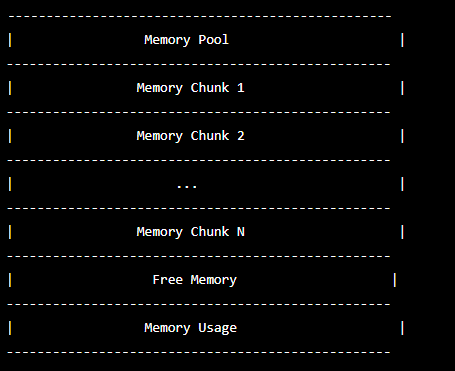 --------------------------------------------------
|                 Memory Pool                      |
--------------------------------------------------
|                Memory Chunk 1                    |
--------------------------------------------------
|                Memory Chunk 2                    |
--------------------------------------------------
|                     ...                          |
--------------------------------------------------
|                Memory Chunk N                    |
--------------------------------------------------
|                  Free Memory                    |
--------------------------------------------------
|                 Memory Usage                     |
--------------------------------------------------